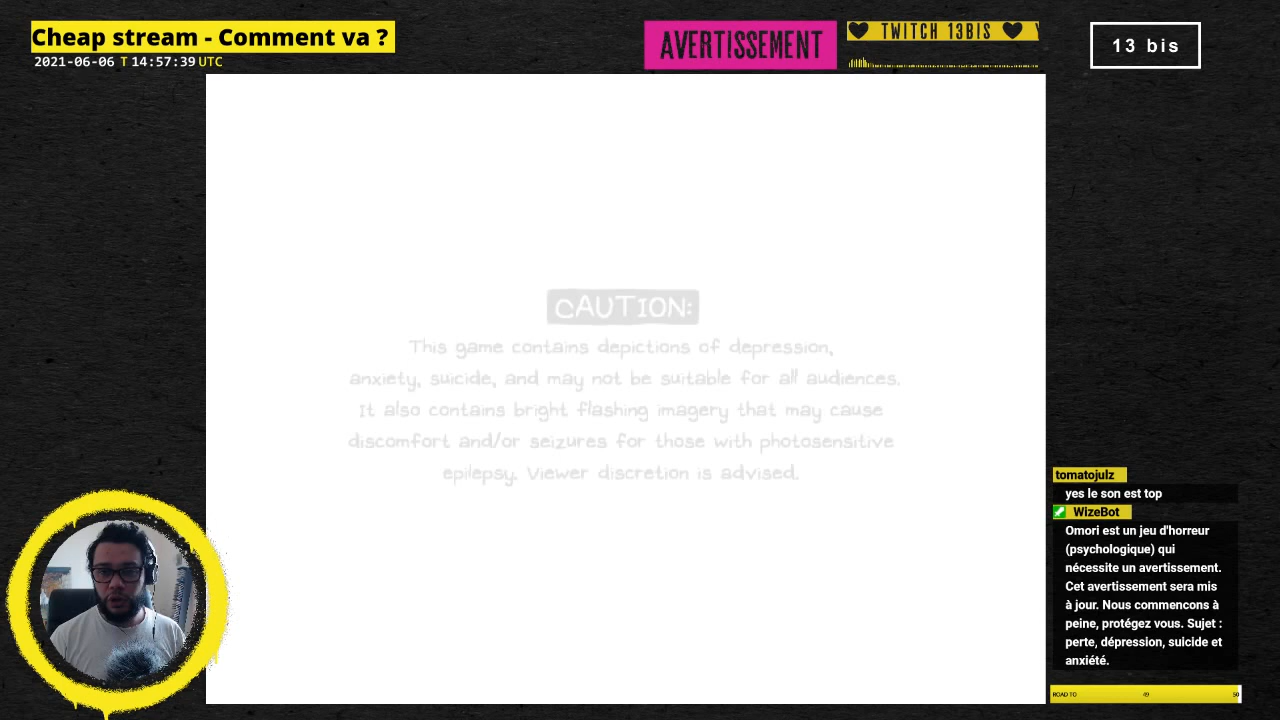 Cheap stream - Comment va ?
2021-06-06 T 14:57:39 UTC
AVERTISSEMENT
TWITCH 13BIS
13 bis
CAUTION:
This game contains depictions of depression,
anxiety, suicide, and may not be suitable for all audiences.
It also contains bright flashing imagery that may cause
discomfort and/or seizures for those with photosensitive
epilepsy. Viewer discretion is advised.
tomatojulz
yes le son est top
WizeBot
Omori est un jeu d'horreur
(psychologique) qui
nécessite un avertissement.
Cet avertissement sera mis
à jour. Nous commencons à
peine, protégez vous. Sujet :
perte, dépression, suicide et
anxiété.
ROAD TO 49 50